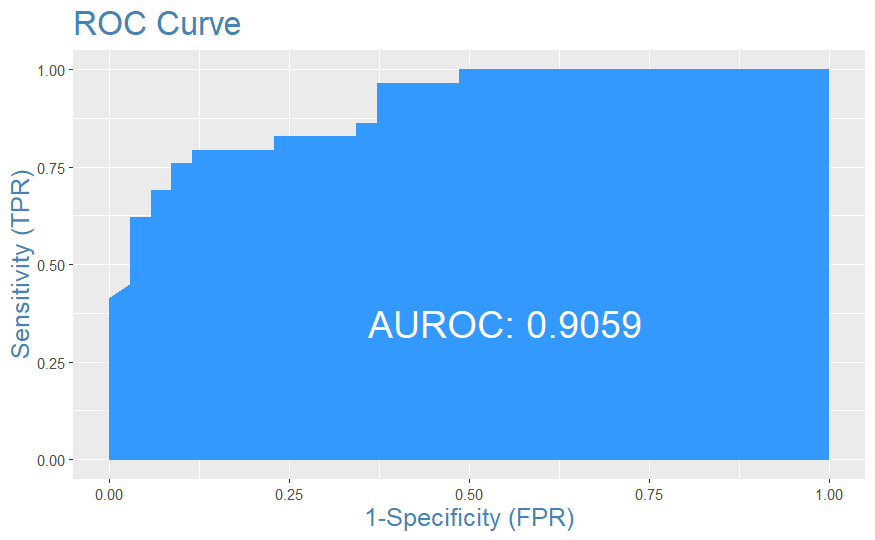 ROC Curve
Sensitivity (TPR)
1.00
0.75
0.50
0.25
0.00
AUROC: 0.9059
0.00 0.25 0.50 0.75 1.00
1-Specificity (FPR)